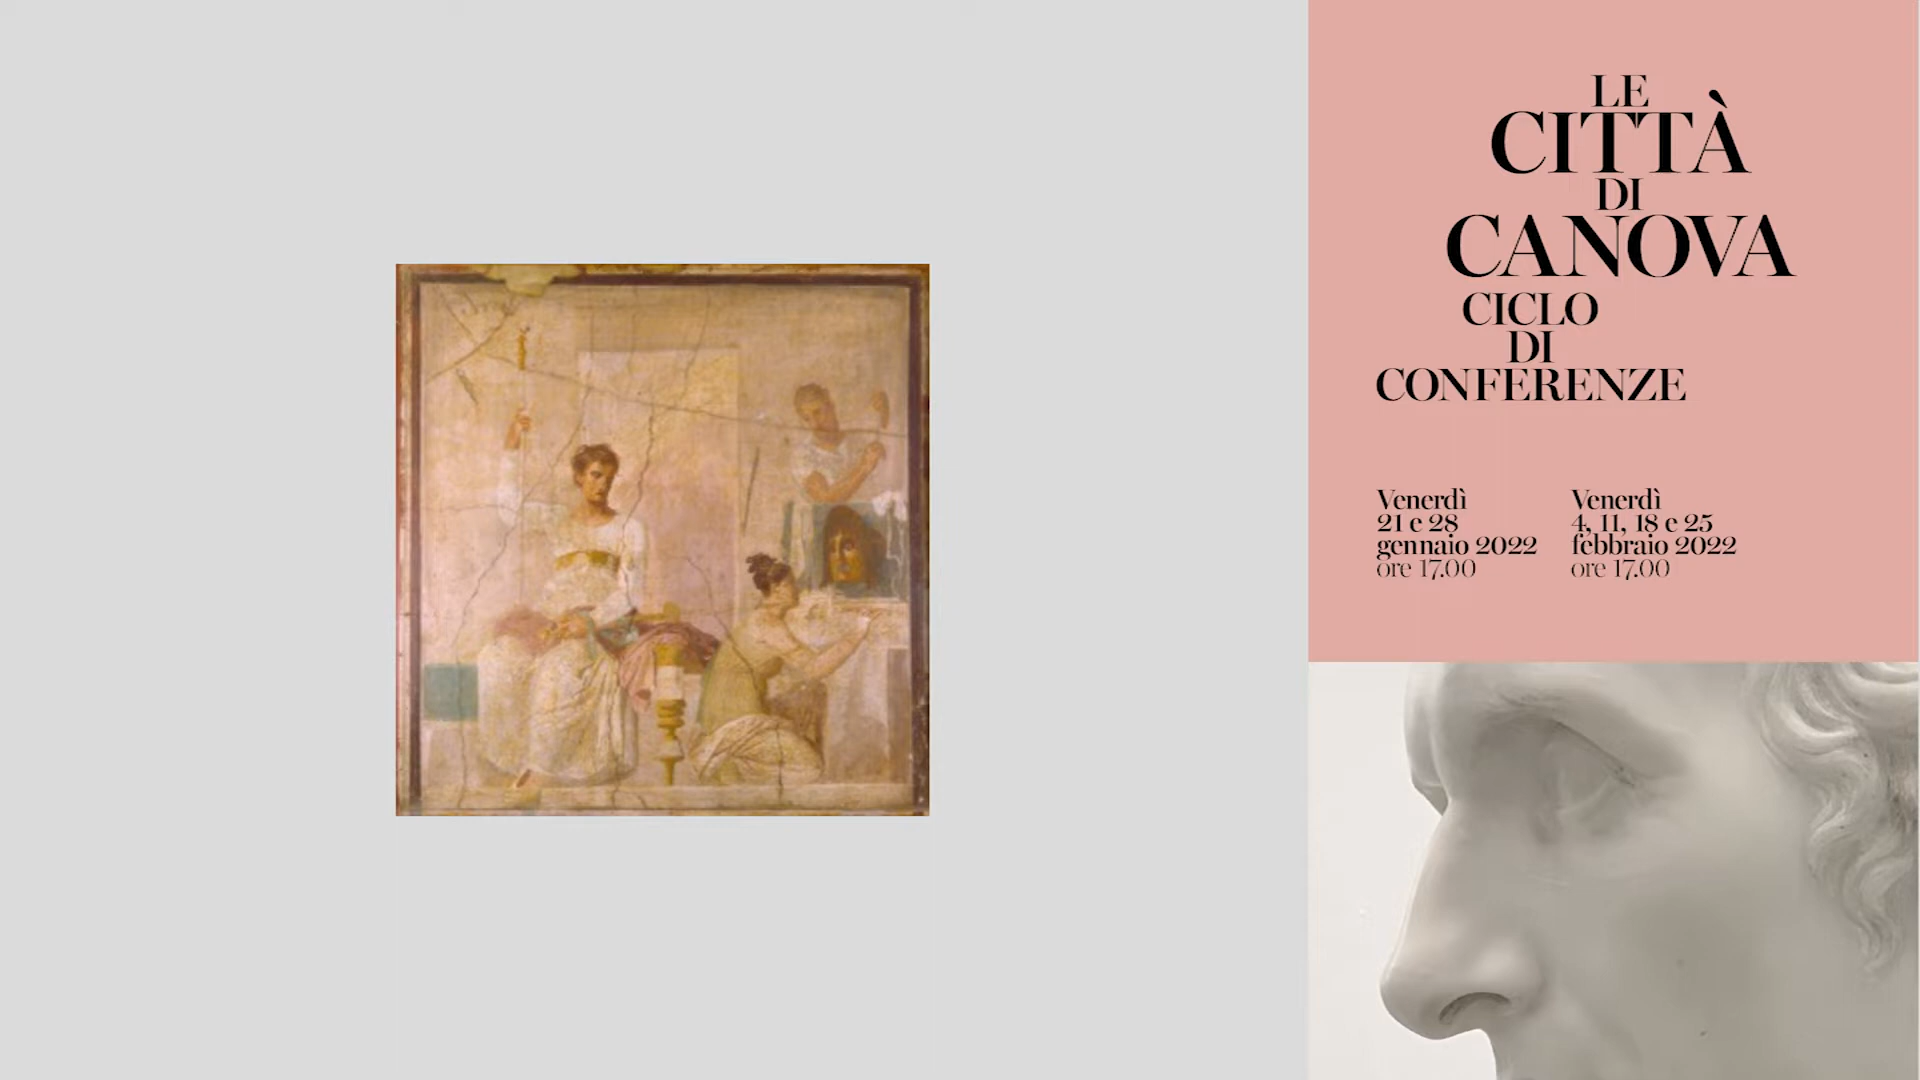 LE
CITTÀ
DI
CANOVA
CICLO
DI
CONFERENZE
Venerdì
21 e 28
gennaio 2022
ore 17.00
Venerdì
4, 11, 18 e 25
febbraio 2022
ore 17.00